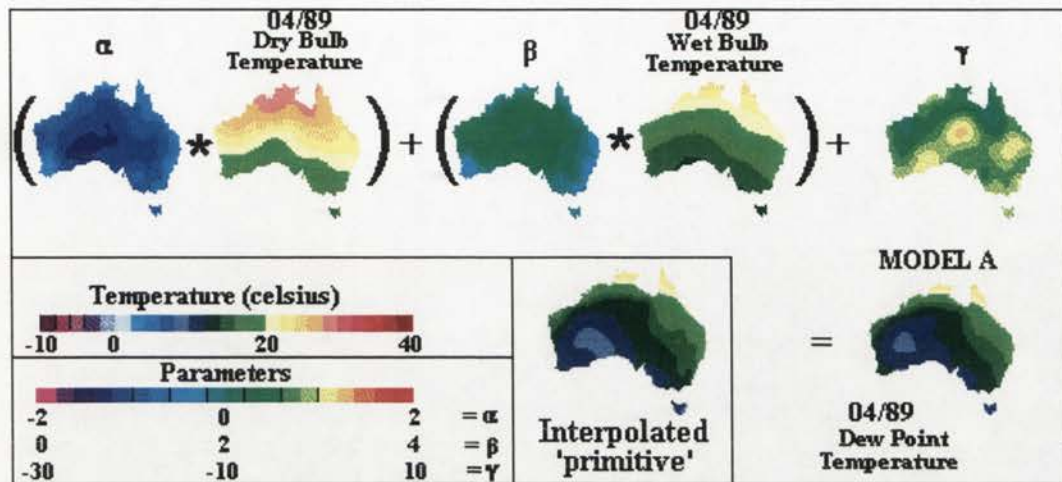 04/89
Dry Bulb
Temperature
04/89
Wet Bulb
Temperature
α
β
γ
( * ) + ( * ) +
MODEL A
=
04/89
Dew Point
Temperature
Temperature (celsius)
-10 0 20 40
Parameters
-2 0 2 = α
0 2 4 = β
-30 -10 10 =γ
Interpolated
'primitive'